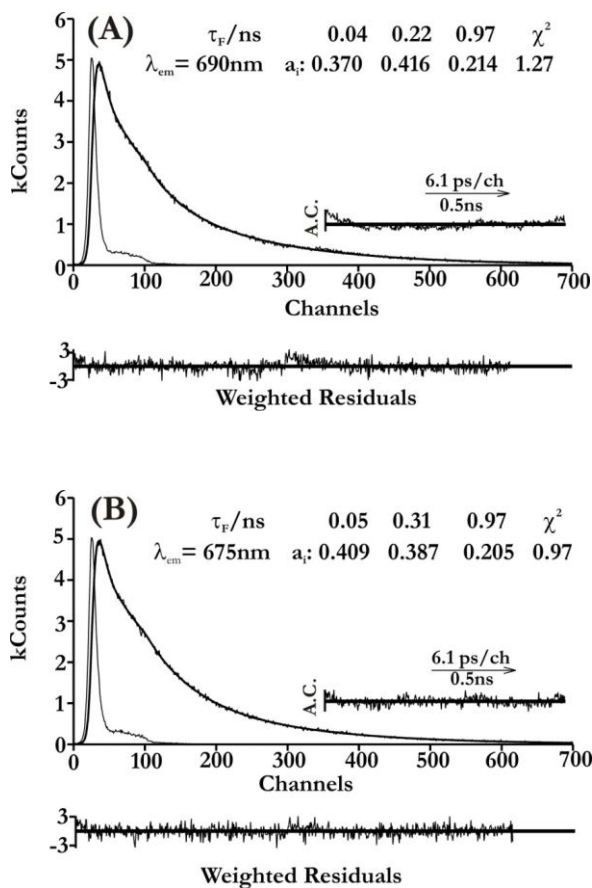 (A)
τF/ns 0.04 0.22 0.97 χ²
λem= 690nm ai: 0.370 0.416 0.214 1.27
6
5
4
3
2
1
0
kCounts
6.1 ps/ch
0.5ns
A.C.
100 200 300 400 500 600 700
Channels
3
-3
Weighted Residuals
(B)
τF/ns 0.05 0.31 0.97 χ²
λem= 675nm ai: 0.409 0.387 0.205 0.97
6
5
4
3
2
1
0
kCounts
6.1 ps/ch
0.5ns
A.C.
100 200 300 400 500 600 700
Channels
3
-3
Weighted Residuals